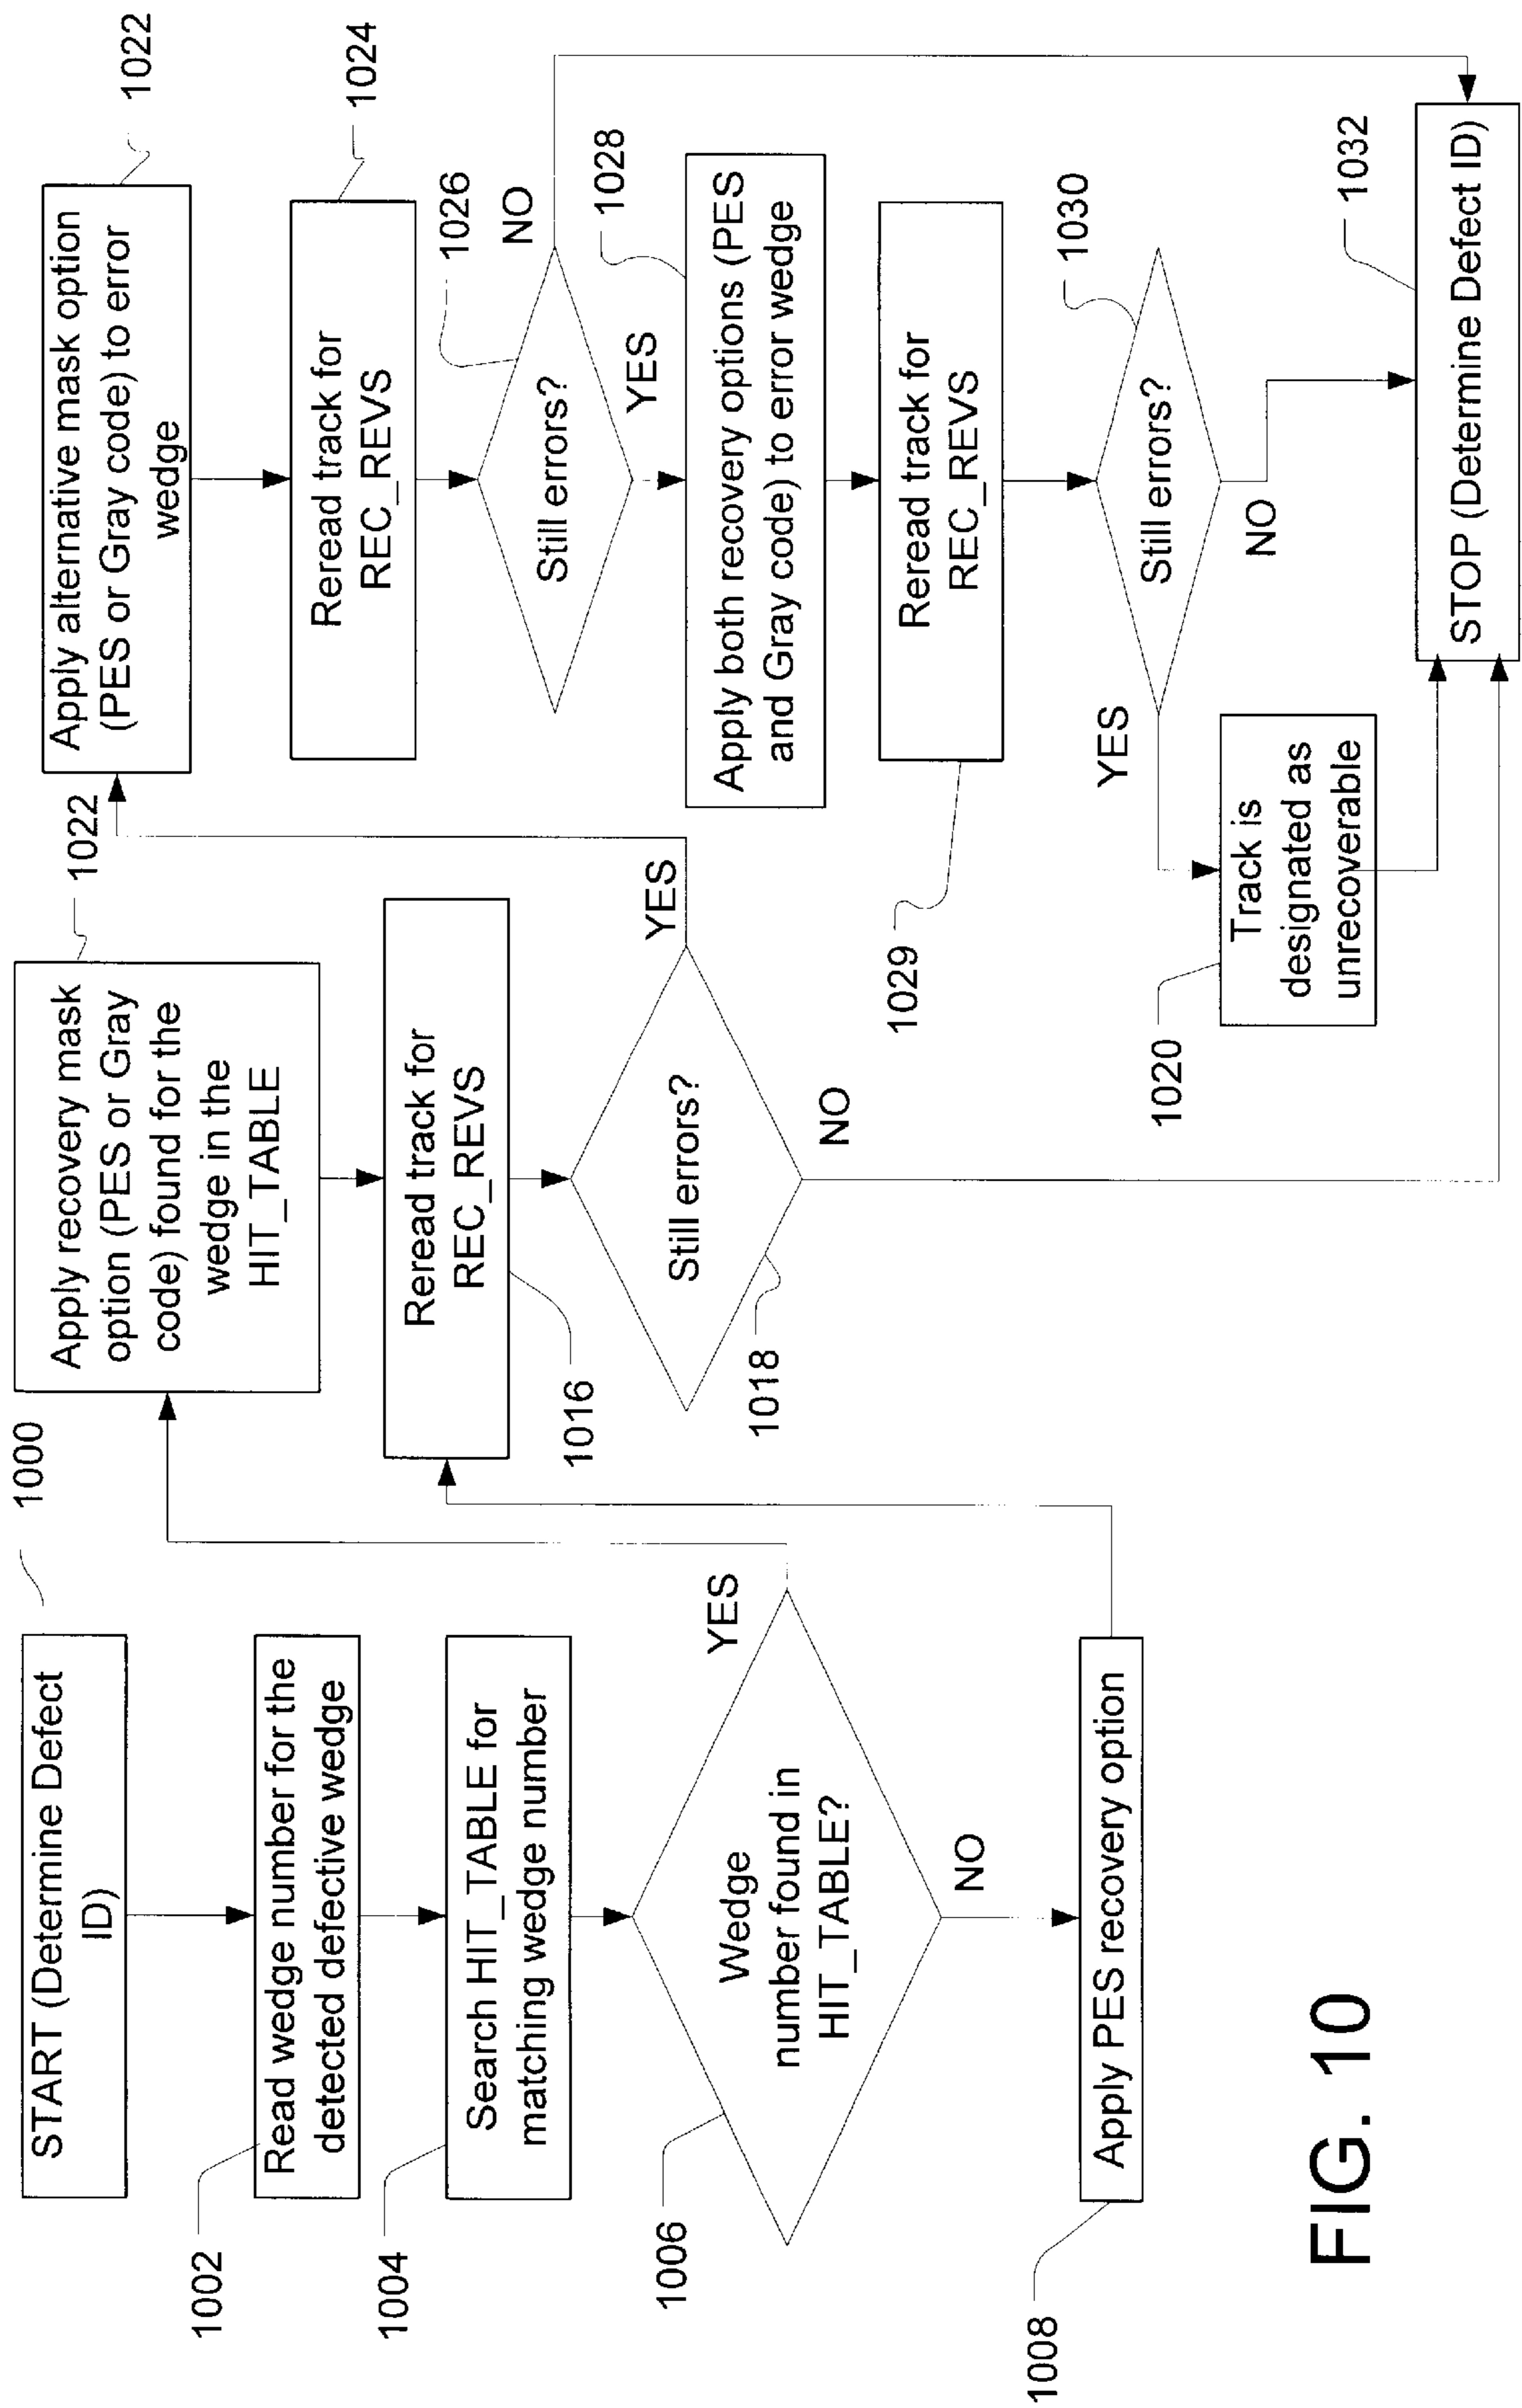 1000
START (Determine Defect
ID)
1002
Read wedge number for the
detected defective wedge
1004
Search HIT_TABLE for
matching wedge number
1006
Wedge
number found in
HIT_TABLE?
YES
NO
1008
Apply PES recovery option
1022
Apply recovery mask
option (PES or Gray
code) found for the
wedge in the
HIT_TABLE
Reread track for
REC_REVS
1016
Still errors?
1018
YES
NO
1022
Apply alternative mask option
(PES or Gray code) to error
wedge
1024
Reread track for
REC_REVS
1026
Still errors?
NO
YES
1028
Apply both recovery options (PES
and Gray code) to error wedge
Reread track for
REC_REVS
1029
1030
Still errors?
YES
NO
1020
Track is
designated as
unrecoverable
1032
STOP (Determine Defect ID)
FIG. 10